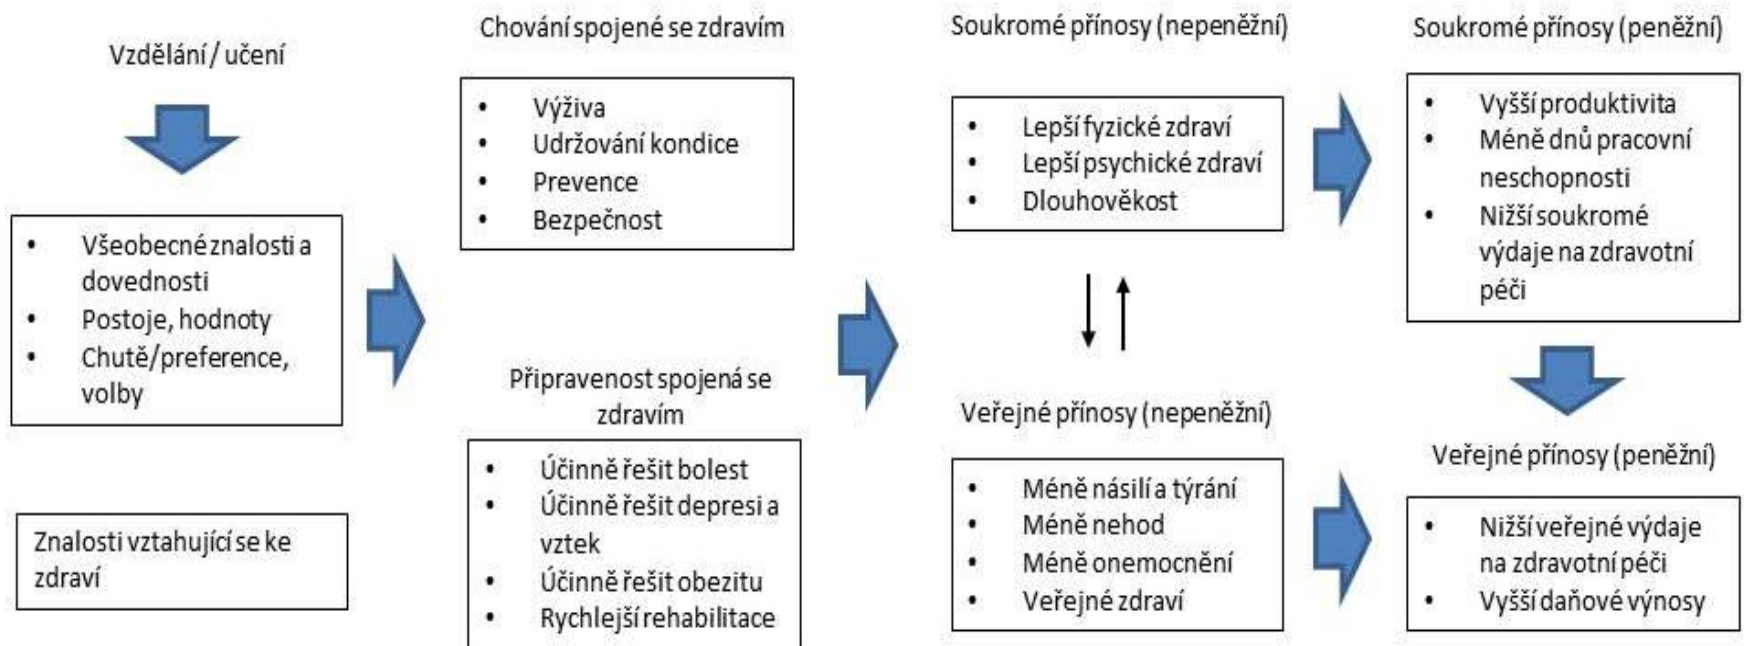 Vzdělání / učení
Všeobecné znalosti a
dovednosti
Postoje, hodnoty
Chutě/preference,
volby
Znalosti vztahující se ke
zdraví
Chování spojené se zdravím
Výživa
Udržování kondice
Prevence
Bezpečnost
Připravenost spojená se
zdravím
Účinně řešit bolest
Účinně řešit depresi a
vztek
Účinně řešit obezitu
Rychlejší rehabilitace
Soukromé přínosy (nepeněžní)
Lepší fyzické zdraví
Lepší psychické zdraví
Dlouhověkost
Veřejné přínosy (nepeněžní)
Méně násilí a týrání
Méně nehod
Méně onemocnění
Veřejné zdraví
Soukromé přínosy (peněžní)
Vyšší produktivita
Méně dnů pracovní
neschopnosti
Nižší soukromé
výdaje na zdravotní
péči
Veřejné přínosy (peněžní)
Nižší veřejné výdaje
na zdravotní péči
Vyšší daňové výnosy